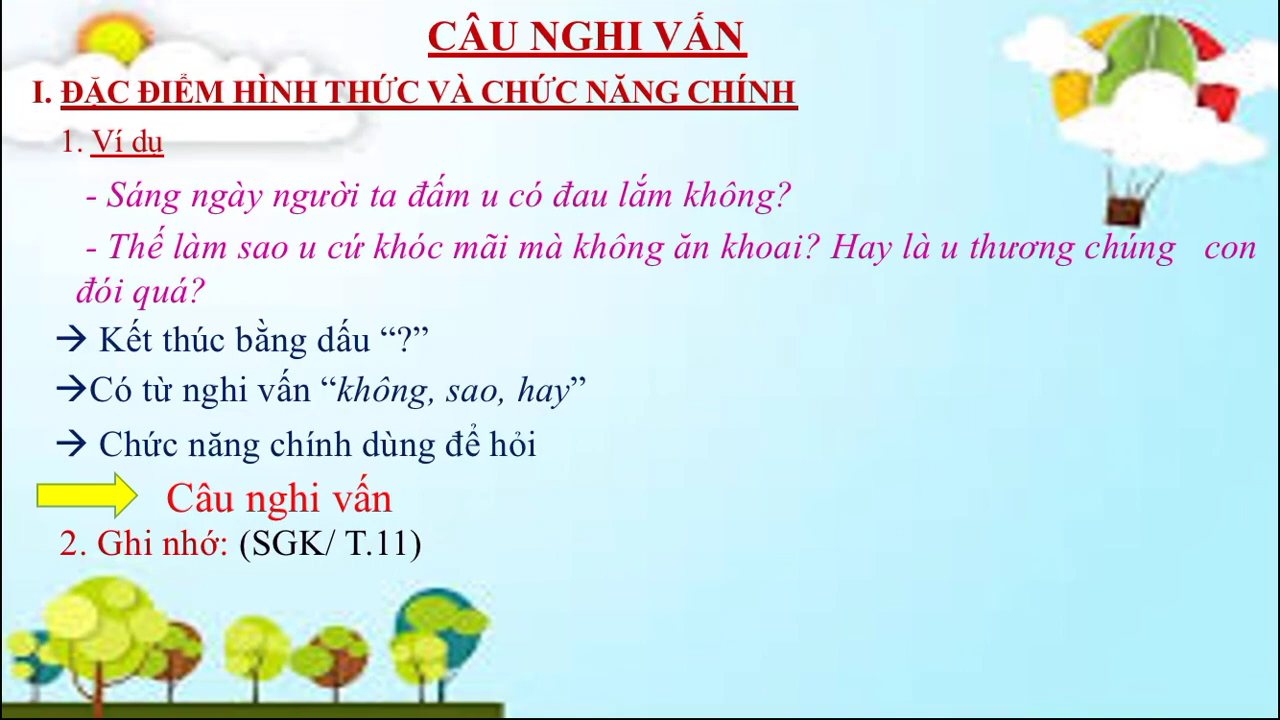 CÂU NGHI VẤN
I. ĐẶC ĐIỂM HÌNH THỨC VÀ CHỨC NĂNG CHÍNH
1. Ví dụ
- Sáng ngày người ta đấm u có đau lắm không?
- Thế làm sao u cứ khóc mãi mà không ăn khoai? Hay là u thương chúng con
đói quá?
→ Kết thúc bằng dấu “?”
→Có từ nghi vấn “không, sao, hay”
→ Chức năng chính dùng để hỏi
Câu nghi vấn
2. Ghi nhớ: (SGK/ T.11)